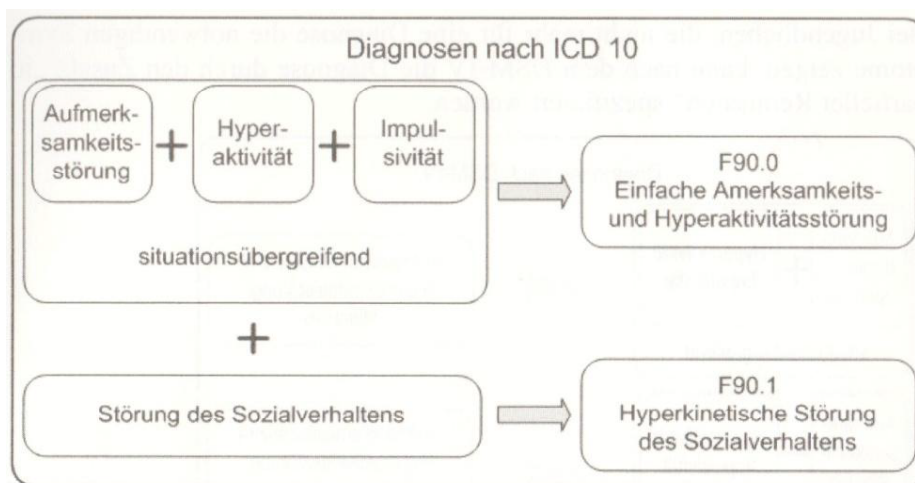 Diagnosen nach ICD 10
Aufmerk-
samkeits-
störung
+
Hyper-
aktivität
+
Impul-
sivität
situationsübergreifend
F90.0
Einfache Amerksamkeits-
und Hyperaktivitätsstörung
+
Störung des Sozialverhaltens
F90.1
Hyperkinetische Störung
des Sozialverhaltens